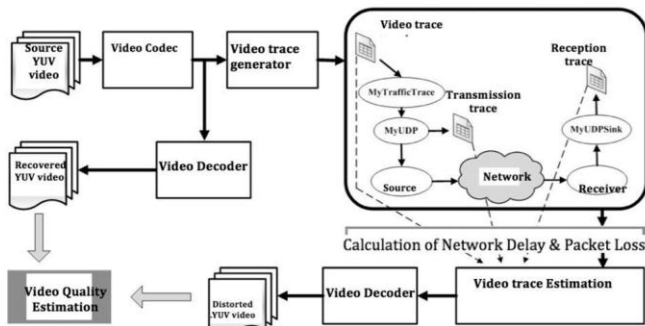 Source
YUV
video
Video Codec
Video trace
generator
Video trace
MyTrafficTrace
MyUDP
Source
Transmission
trace
Network
Reception
trace
MyUDPSink
Receiver
Recovered
YUV video
Video Decoder
Calculation of Network Delay & Packet Loss
Video Quality
Estimation
Distorted
YUV video
Video Decoder
Video trace Estimation